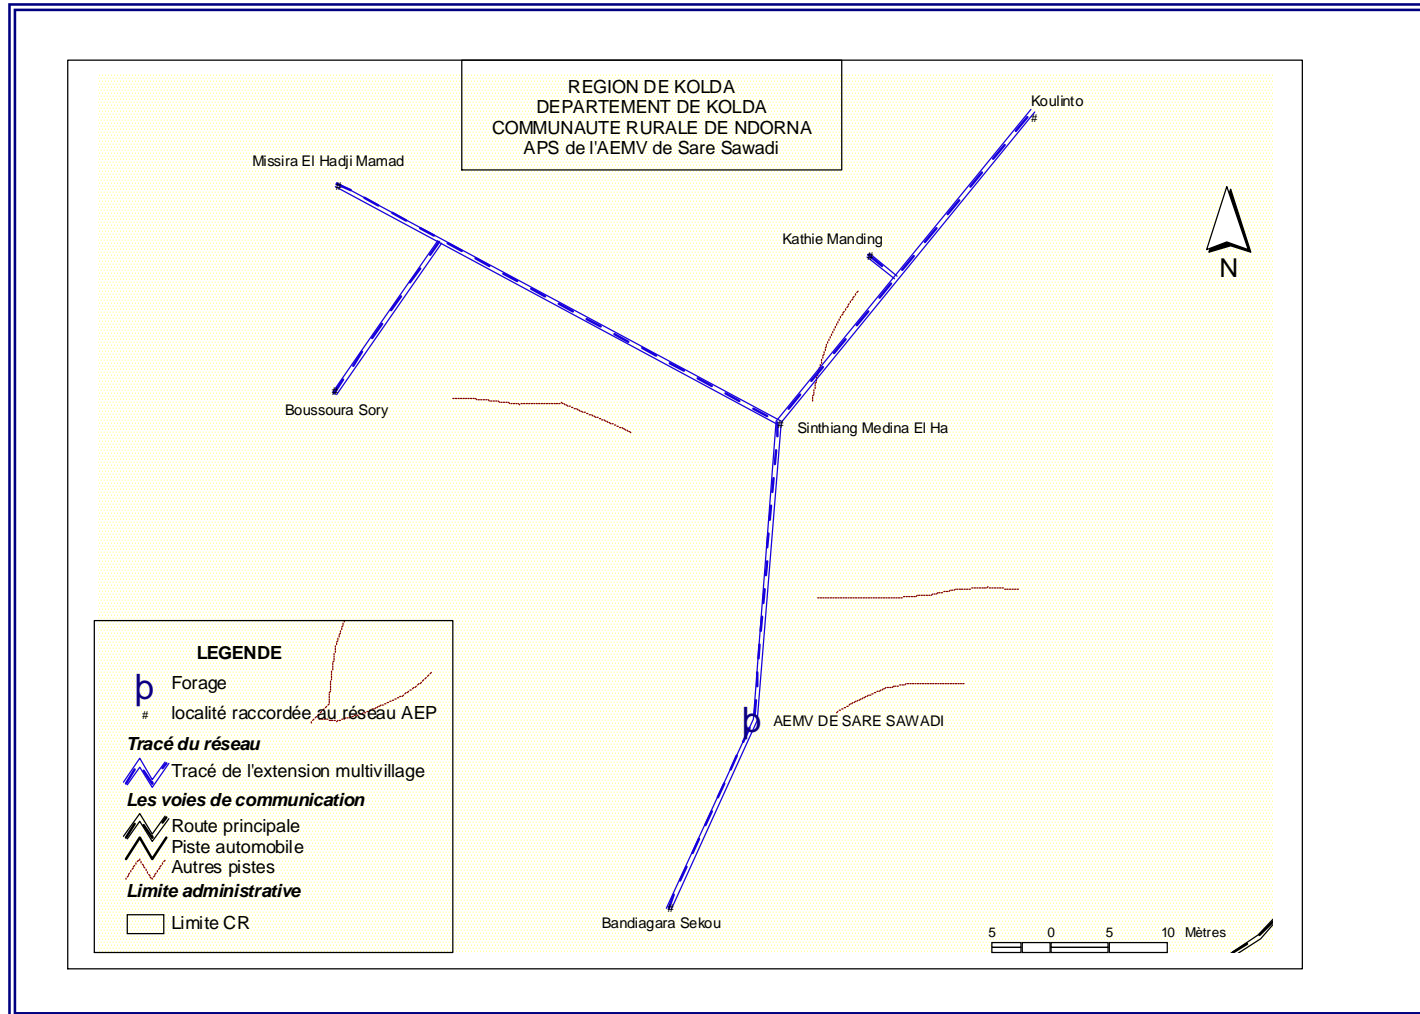 REGION DE KOLDA
DEPARTEMENT DE KOLDA
COMMUNAUTE RURALE DE NDORNA
APS de l'AEMV de Sare Sawadi
Koulinto
#
Missira El Hadji Mamad
#
Kathie Manding
#
N
Boussoura Sory
#
Sinthiang Medina El Ha
#
LEGENDE
þ Forage
# localité raccordée au réseau AEP
Tracé du réseau
Tracé de l'extension multivillage
Les voies de communication
Route principale
Piste automobile
Autres pistes
Limite administrative
Limite CR
þ AEMV DE SARE SAWADI
#
Bandiagara Sekou
5 0 5 10 Mètres